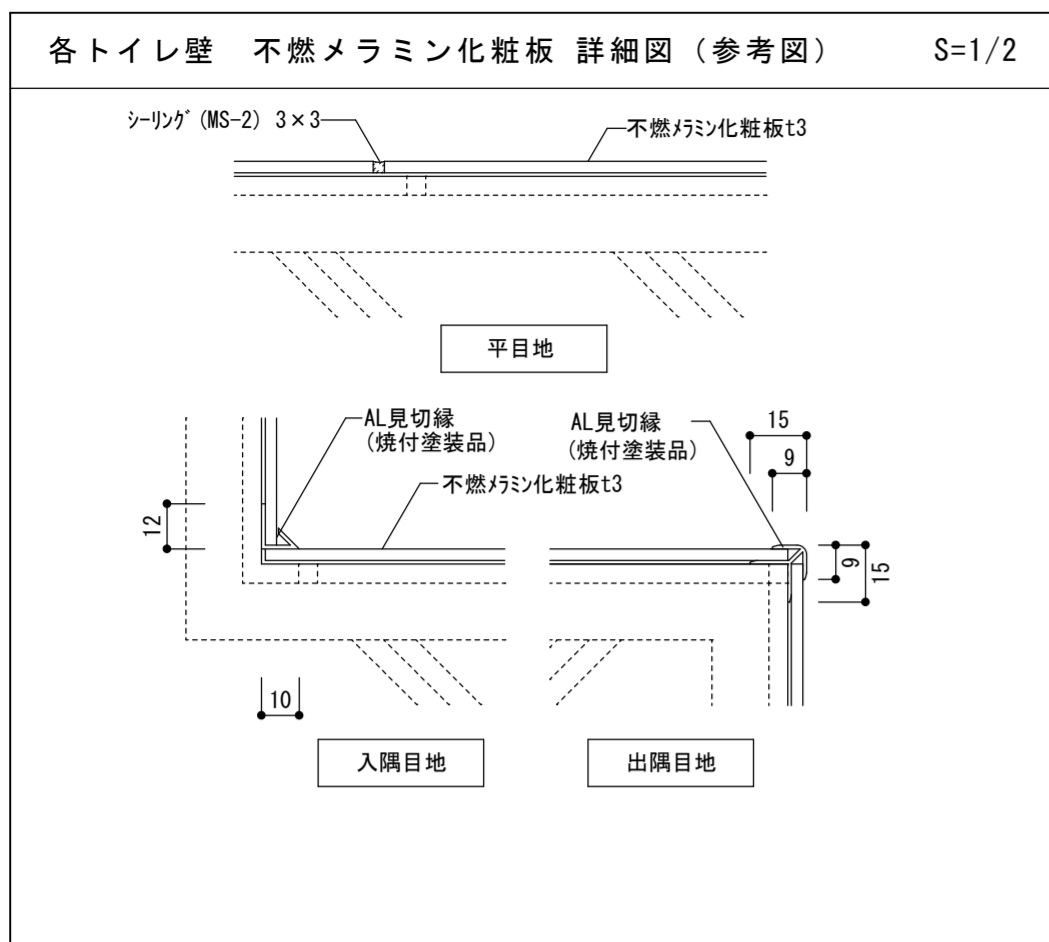 各トイレ壁　不燃メラミン化粧板 詳細図（参考図）　S=1/2
ｼｰﾘﾝｸﾞ(MS-2) 3×3
不燃ﾒﾗﾐﾝ化粧板t3
平目地
AL見切縁
(焼付塗装品)
AL見切縁
(焼付塗装品)
15
9
不燃ﾒﾗﾐﾝ化粧板t3
12
9
15
10
入隅目地
出隅目地